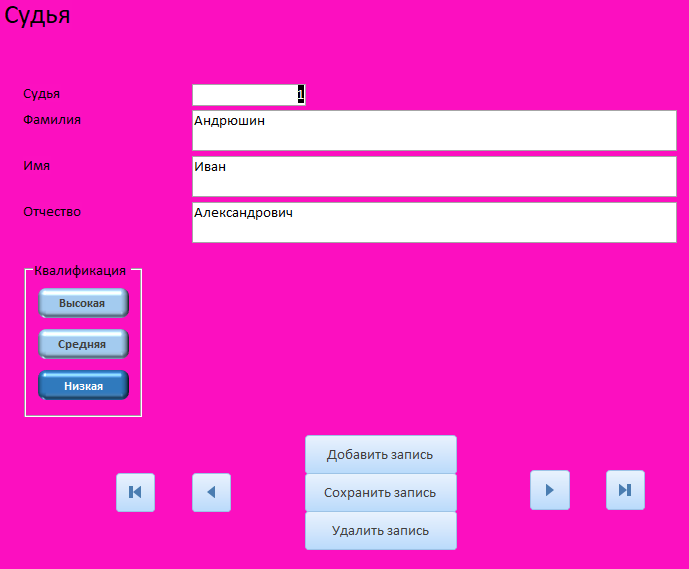 Судья
Судья 1
Фамилия Андрюшин
Имя Иван
Отчество Александрович
Квалификация
Высокая
Средняя
Низкая
Добавить запись
Сохранить запись
Удалить запись